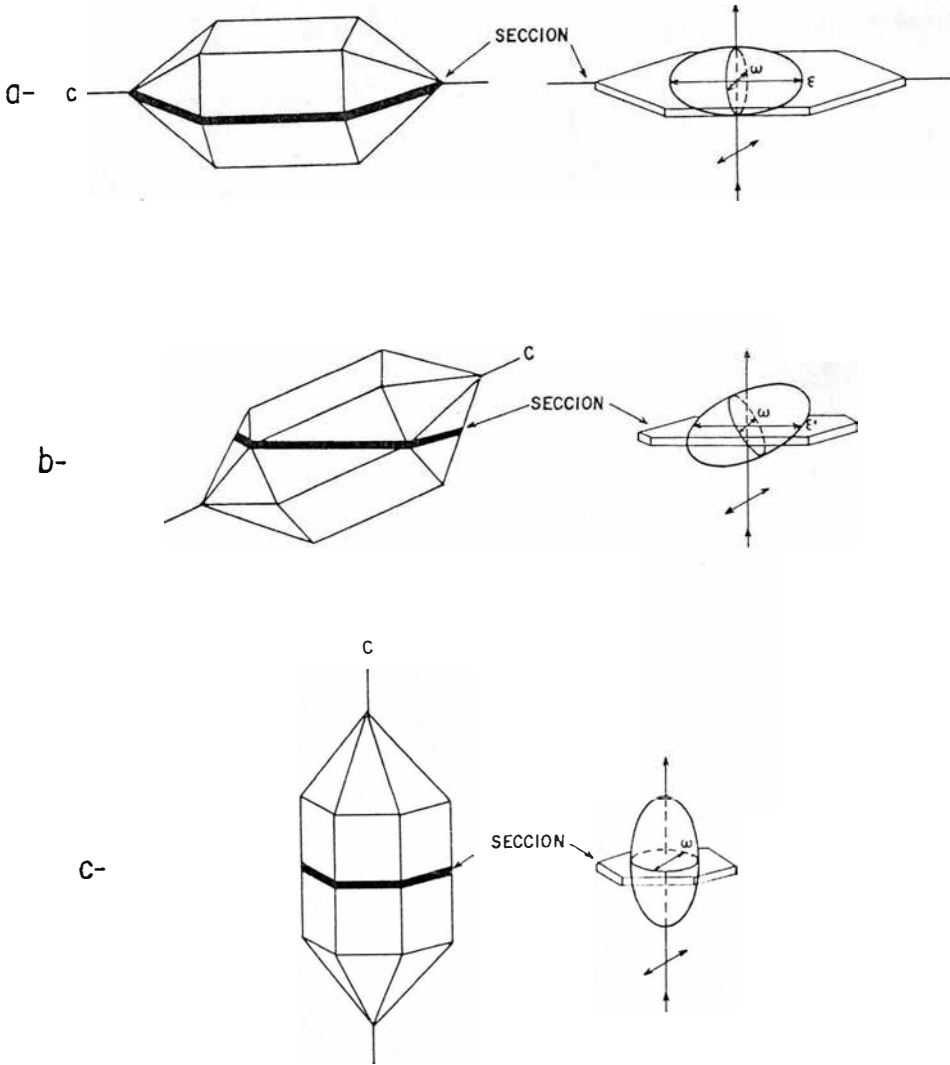 SECCION
a- c ω ε
C
SECCION ω ε'
b-
c
SECCION ω
c-